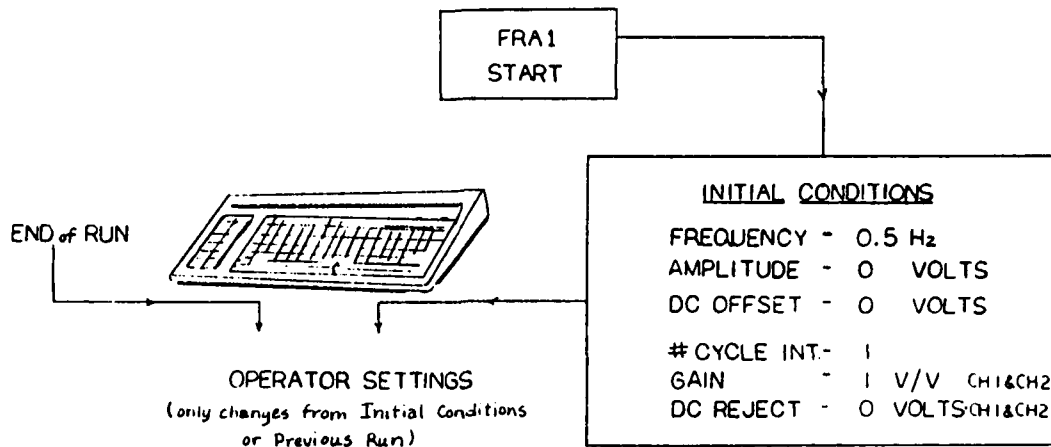 FRA1
START
INITIAL CONDITIONS
FREQUENCY - 0.5 Hz
AMPLITUDE - 0 VOLTS
DC OFFSET - 0 VOLTS
# CYCLE INT.- 1
GAIN - 1 V/V CH1&CH2
DC REJECT - 0 VOLTS-CH1&CH2
END of RUN
OPERATOR SETTINGS
(only changes from Initial Conditions
or Previous Run)